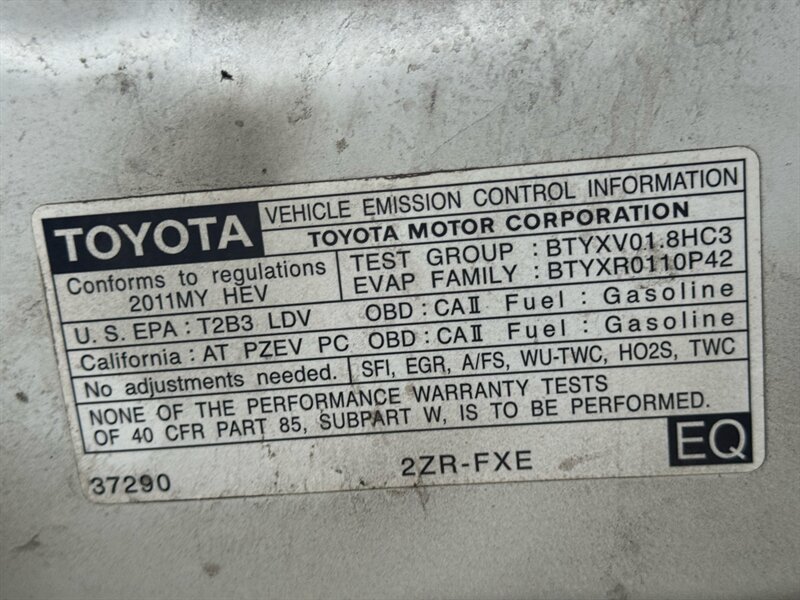 TOYOTA
VEHICLE EMISSION CONTROL INFORMATION
TOYOTA MOTOR CORPORATION
Conforms to regulations
2011MY HEV
TEST GROUP : BTYXV01.8HC3
EVAP FAMILY : BTYXR0110P42
U.S. EPA : T2B3 LDV OBD : CAII Fuel : Gasoline
California : AT PZEV PC OBD : CAII Fuel : Gasoline
No adjustments needed. SFI, EGR, A/FS, WU-TWC, HO2S, TWC
NONE OF THE PERFORMANCE WARRANTY TESTS
OF 40 CFR PART 85, SUBPART W, IS TO BE PERFORMED.
37290 2ZR-FXE EQ